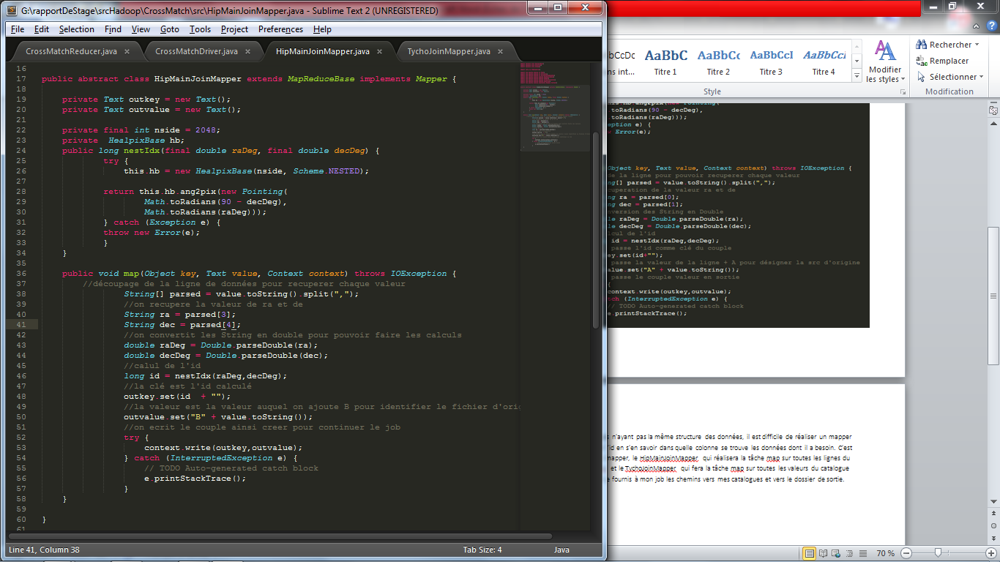 G:\rapportDeStage\srcHadoop\CrossMatch\src\HipMainJoinMapper.java - Sublime Text 2 (UNREGISTERED)
File Edit Selection Find View Goto Tools Project Preferences Help
CrossMatchReducer.java × CrossMatchDriver.java × HipMainJoinMapper.java × TychoJoinMapper.java ×
16
17 public abstract class HipMainJoinMapper extends MapReduceBase implements Mapper {
18
19 private Text outkey = new Text();
20 private Text outvalue = new Text();
21
22 private final int nside = 2048;
23 private HealpixBase hb;
24 public long nestIdx(final double raDeg, final double decDeg) {
25 try {
26 this.hb = new HealpixBase(nside, Scheme.NESTED);
27
28 return this.hb.ang2pix(new Pointing(
29 Math.toRadians(90 - decDeg),
30 Math.toRadians(raDeg)));
31 } catch (Exception e) {
32 throw new Error(e);
33 }
34 }
35
36 public void map(Object key, Text value, Context context) throws IOException {
37 //découpage de la ligne de données pour recuperer chaque valeur
38 String[] parsed = value.toString().split(",");
39 //on recupere la valeur de ra et de
40 String ra = parsed[3];
41 String dec = parsed[4];
42 //on convertit les String en double pour pouvoir faire les calculs
43 double raDeg = Double.parseDouble(ra);
44 double decDeg = Double.parseDouble(dec);
45 //calul de l'id
46 long id = nestIdx(raDeg,decDeg);
47 //la clé est l'id calculé
48 outkey.set(id + "");
49 //la valeur est la valeur auquel on ajoute B pour identifier le fichier d'ori
50 outvalue.set("B" + value.toString());
51 //on ecrit le couple ainsi creer pour continuer le job
52 try {
53 context.write(outkey,outvalue);
54 } catch (InterruptedException e) {
55 // TODO Auto-generated catch block
56 e.printStackTrace();
57 }
58 }
59
60 }
61
Line 41, Column 38 Tab Size: 4 Java
bCcDc AaBbC AaBbCc AaBbCcI AaBbCcI
int... Titre 1 Titre 2 Titre 3 Titre 4
Style
Modifier
les styles
Rechercher
Remplacer
Sélectionner
Modification
.hb.ang2pix(new Pointing(
toRadians(90 - decDeg),
toRadians(raDeg)));
eption e) {
w Error(e);
Object key, Text value, Context context) throws IOException {
de la ligne pour pouvoir recuperer chaque valeur
ng[] parsed = value.toString().split(",");
cuperation de la valeur ra et de
ng ra = parsed[0];
ng dec = parsed[1];
nversion des String en Double
le raDeg = Double.parseDouble(ra);
le decDeg = Double.parseDouble(dec);
cul de l'id
id = nestIdx(raDeg,decDeg);
passe l'id comme clé du couple
ey.set(id+"");
passe la valeur de la ligne + A pour désigner la src d'origine
alue.set("A" + value.toString());
passe le couple valeur en sortie
{
context.write(outkey,outvalue);
tch (InterruptedException e) {
// TODO Auto-generated catch block
e.printStackTrace();
s n'ayant pas la même structure des données, il est difficile de réaliser un mapper
'id en s'en savoir dans quelle colonne se trouve les données dont il a besoin. C'est
mapper, le HipMainJoinMapper qui réalisera la tâche map sur toutes les lignes du
et le TychoJoinMapper qui fera la tâche map sur toutes les valeurs du catalogue
e fournis à mon job les chemins vers mes catalogues et vers le dossier de sortie.
70 %